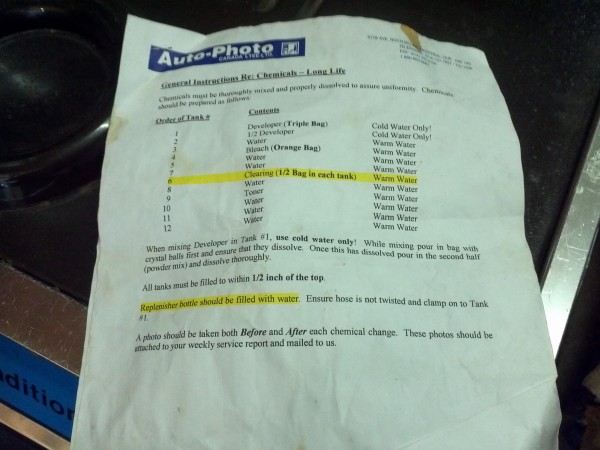 Auto-Photo
CANADA LTEE LTD.
General Instructions Re: Chemicals – Long Life
Chemicals must be thoroughly mixed and properly dissolved to assure uniformity. Chemicals
should be prepared as follows
Order of Tank # Contents
1 Developer (Triple Bag) Cold Water Only!
2 1/2 Developer Cold Water Only!
3 Water Warm Water
4 Bleach (Orange Bag) Warm Water
5 Water Warm Water
7 Water Warm Water
6 Clearing (1/2 Bag in each tank) Warm Water
8 Water Warm Water
9 Toner Warm Water
10 Water Warm Water
11 Water Warm Water
12 Water Warm Water
When mixing Developer in Tank #1, use cold water only! While mixing pour in bag with
crystal balls first and ensure that they dissolve. Once this has dissolved pour in the second half
(powder mix) and dissolve thoroughly.
All tanks must be filled to within 1/2 inch of the top.
Replenisher bottle should be filled with water. Ensure hose is not twisted and clamp on to Tank
#1.
A photo should be taken both Before and After each chemical change. These photos should be
attached to your weekly service report and mailed to us.
dition